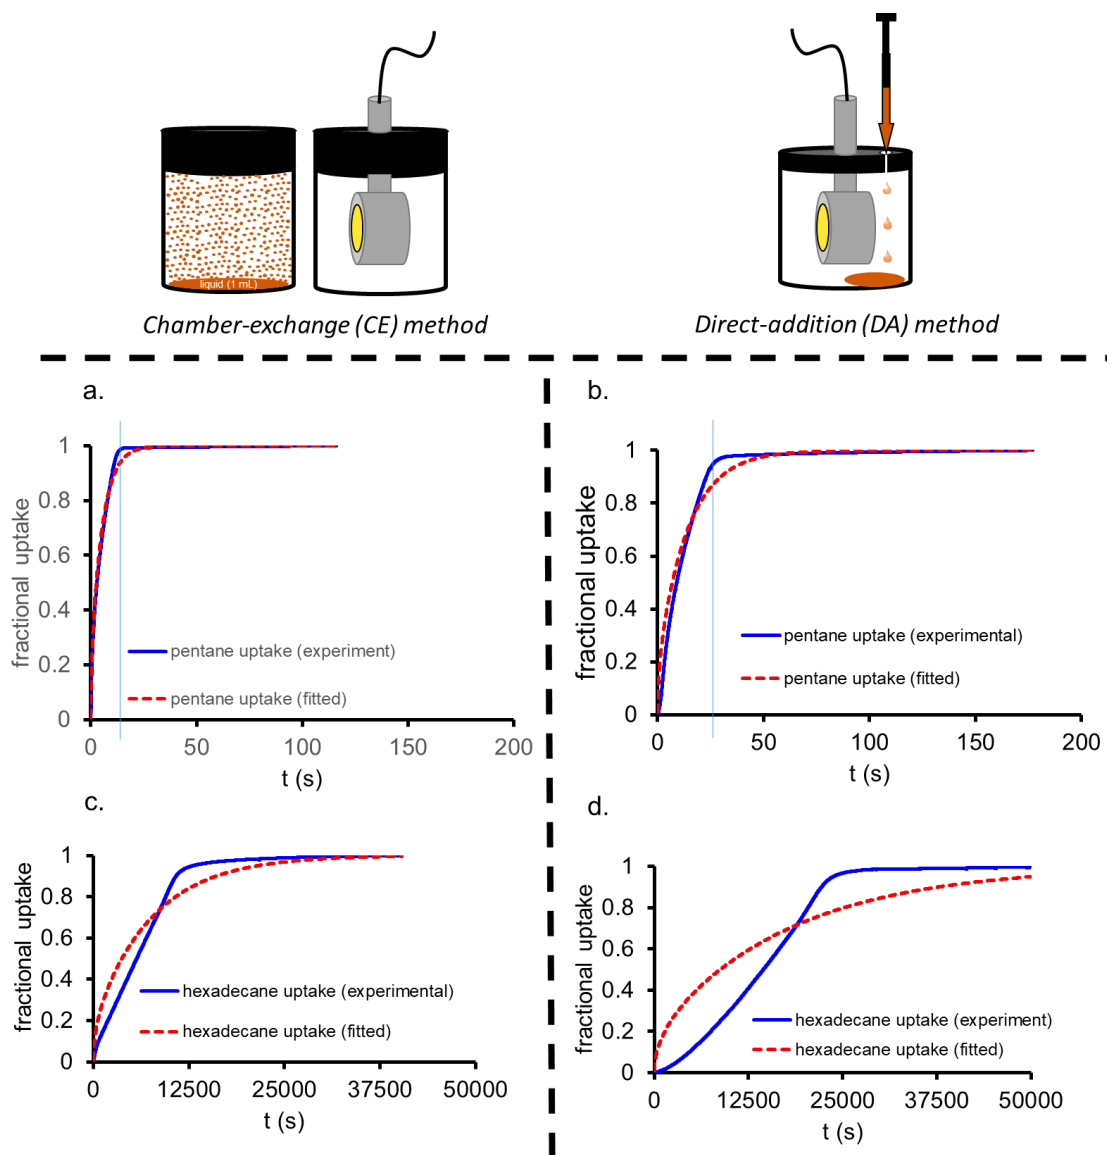 liquid (1 mL)
Chamber-exchange (CE) method
Direct-addition (DA) method
a.
fractional uptake
1
0.8
0.6
0.4
0.2
0
pentane uptake (experiment)
pentane uptake (fitted)
0 50 100 150 200
t (s)
b.
fractional uptake
1
0.8
0.6
0.4
0.2
0
pentane uptake (experimental)
pentane uptake (fitted)
0 50 100 150 200
t (s)
c.
fractional uptake
1
0.8
0.6
0.4
0.2
0
hexadecane uptake (experimental)
hexadecane uptake (fitted)
0 12500 25000 37500 50000
t (s)
d.
fractional uptake
1
0.8
0.6
0.4
0.2
0
hexadecane uptake (experiment)
hexadecane uptake (fitted)
0 12500 25000 37500 50000
t (s)